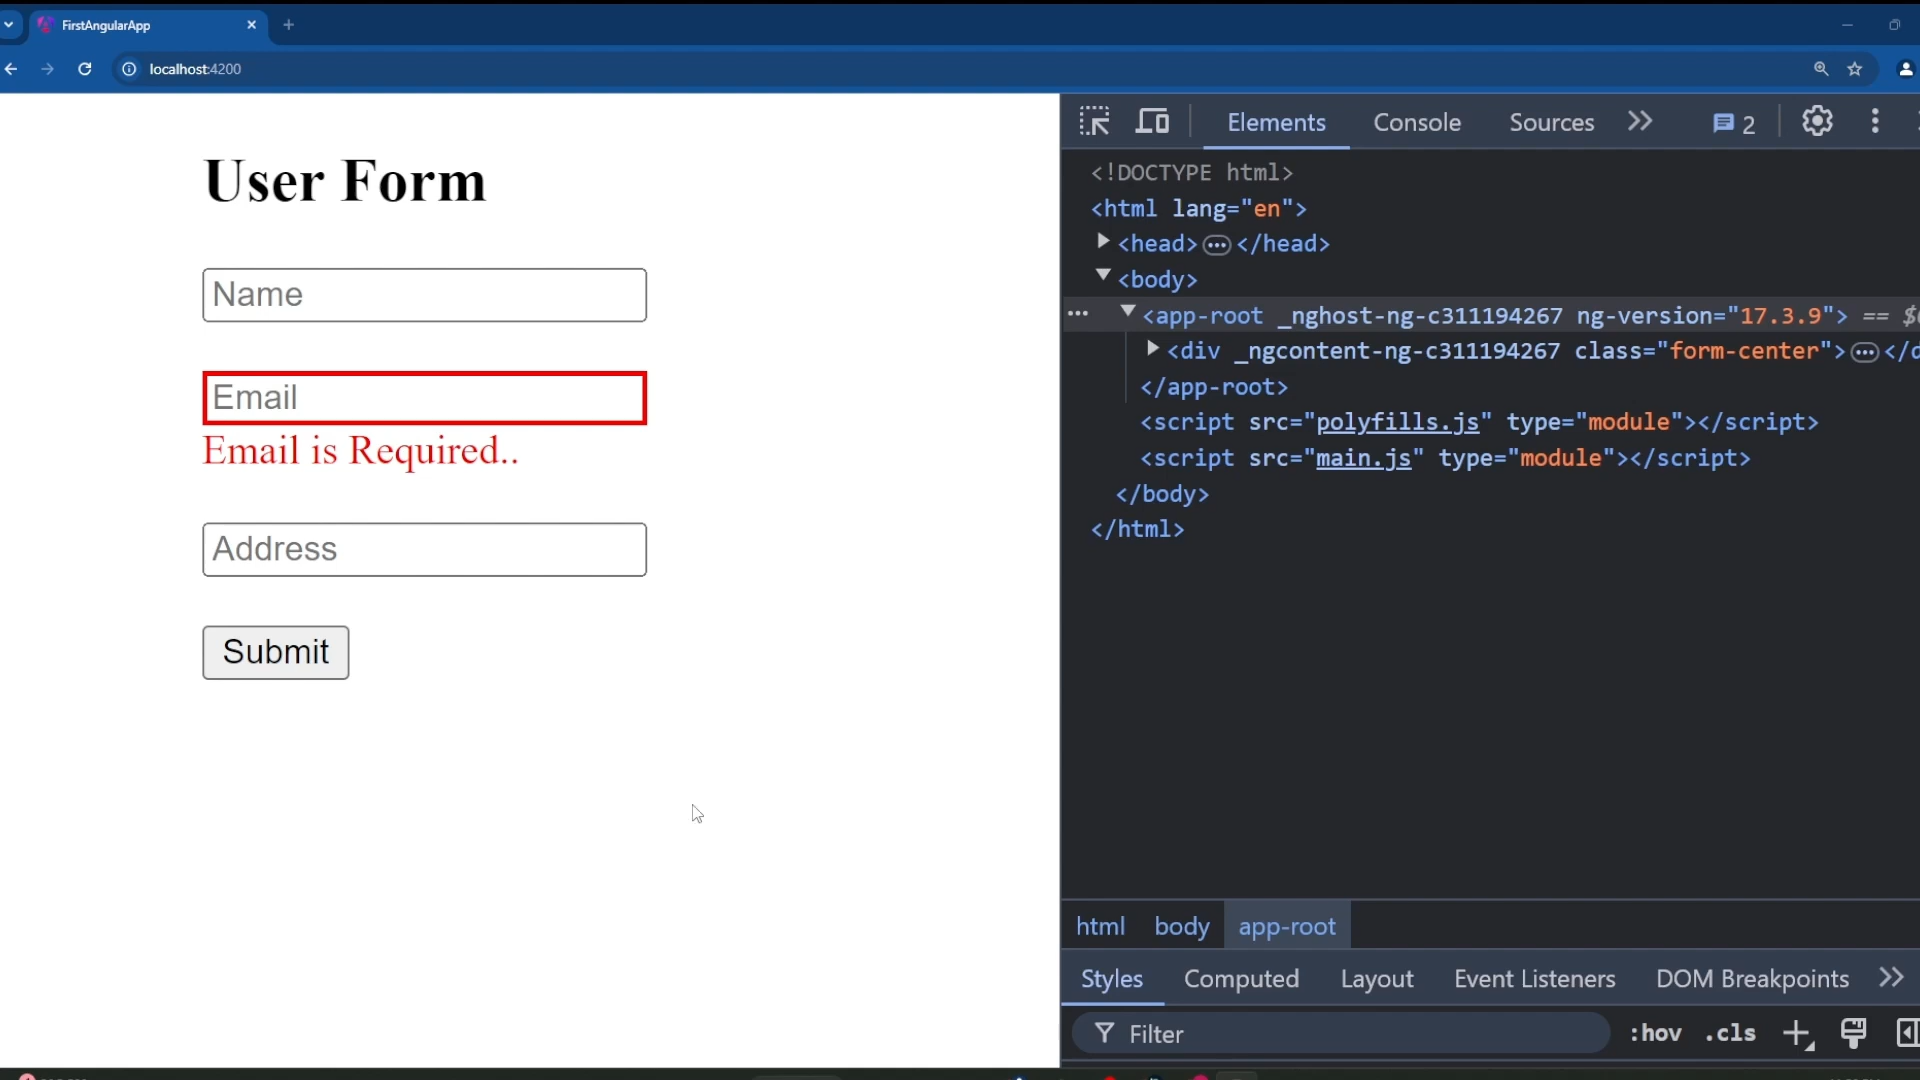 FirstAngularApp
localhost:4200
User Form
Name
Email
Email is Required..
Address
Submit
Elements
Console
Sources
2
<!DOCTYPE html>
<html lang="en">
<head> </head>
<body>
<app-root _nghost-ng-c311194267 ng-version="17.3.9"> ==
<div _ngcontent-ng-c311194267 class="form-center"> </d
</app-root>
<script src="polyfills.js" type="module"></script>
<script src="main.js" type="module"></script>
</body>
</html>
html body app-root
Styles Computed Layout Event Listeners DOM Breakpoints
Filter
:hov .cls